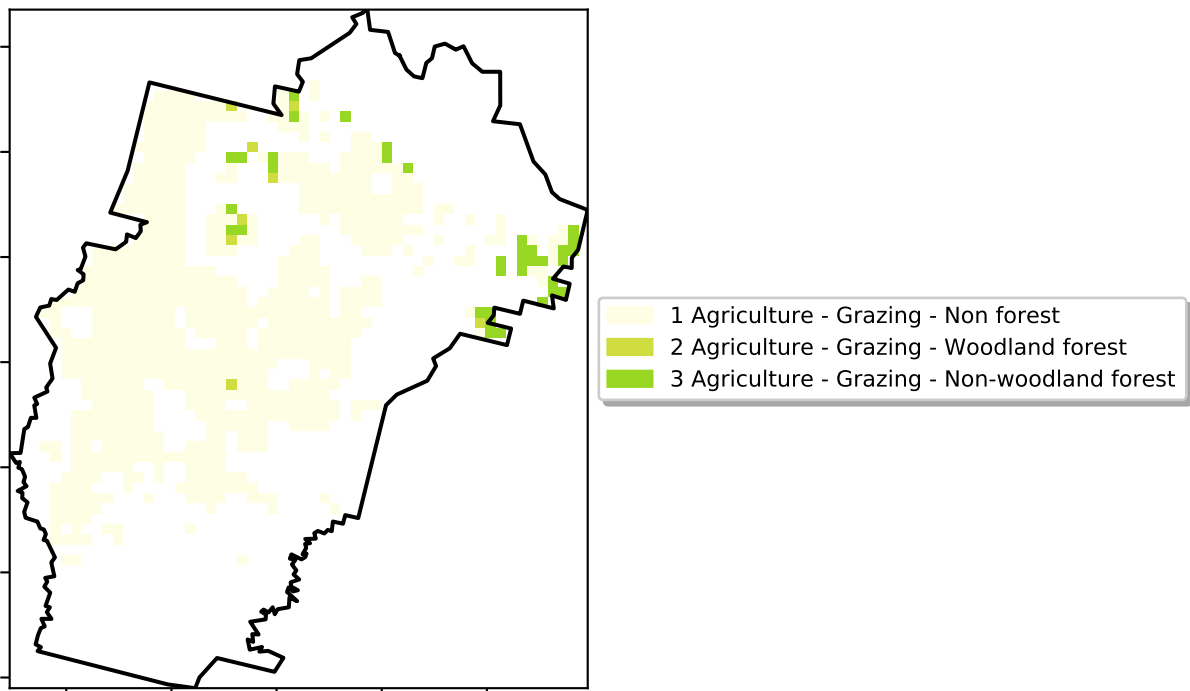 1 Agriculture - Grazing - Non forest
2 Agriculture - Grazing - Woodland forest
3 Agriculture - Grazing - Non-woodland forest